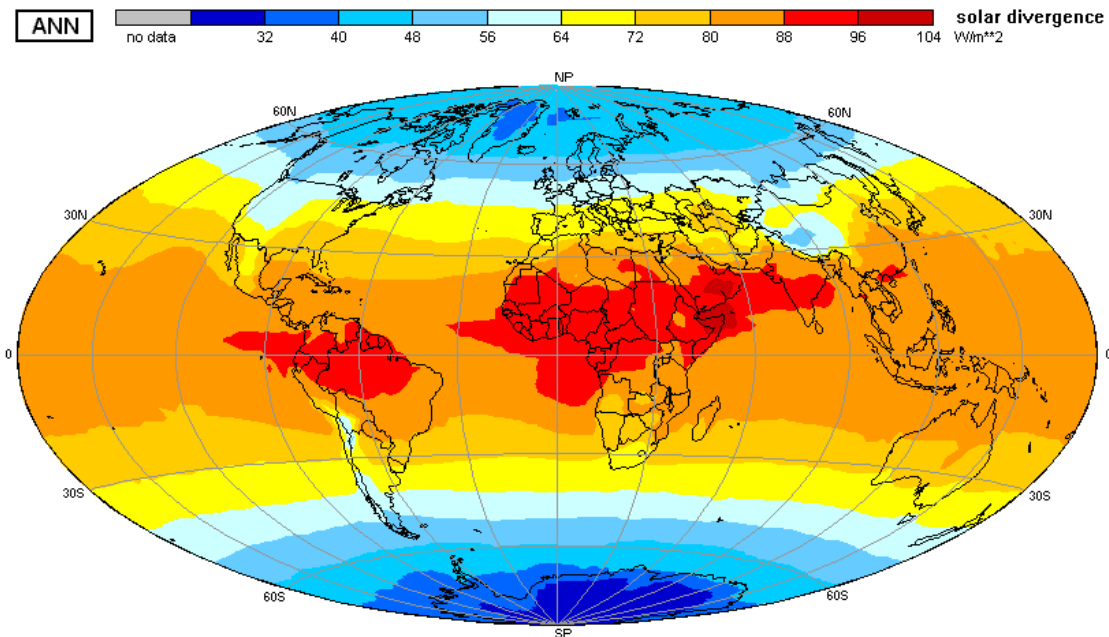 ANN
solar divergence
no data 32 40 48 56 64 72 80 88 96 104 W/m**2
NP
60N 60N
30N 30N
0 0
30S 30S
60S 60S
SP